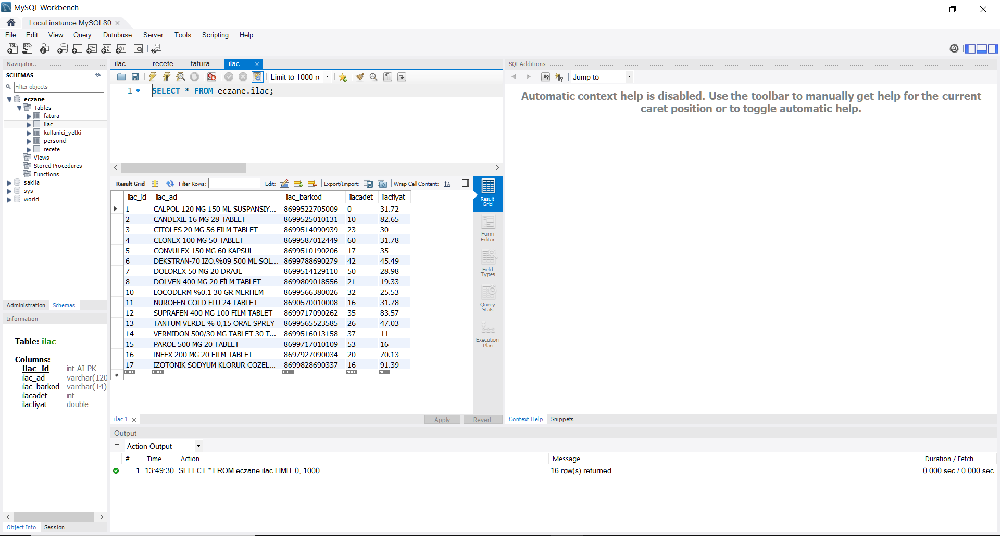 MySQL Workbench
Local instance MySQL80
File Edit View Query Database Server Tools Scripting Help
Navigator
SCHEMAS
Filter objects
eczane
Tables
fatura
ilac
kullanici_yetki
personel
recete
Views
Stored Procedures
Functions
sakila
sys
world
Administration Schemas
Information
Table: ilac
Columns:
ilac_id int AI PK
ilac_ad varchar(120
ilac_barkod varchar(14)
ilacadet int
ilacfiyat double
Object Info Session
ilac recete fatura ilac
Limit to 1000 rc
1 SELECT * FROM eczane.ilac;
Result Grid Filter Rows: Edit: Export/Import: Wrap Cell Content:
ilac_id ilac_ad ilac_barkod ilacadet ilacfiyat
1 CALPOL 120 MG 150 ML SUSPANSIY... 8699522705009 0 31.72
2 CANDEXIL 16 MG 28 TABLET 8699525010131 10 82.65
3 CITOLES 20 MG 56 FILM TABLET 8699514090939 23 30
4 CLONEX 100 MG 50 TABLET 8699587012449 60 31.78
5 CONVULEX 150 MG 60 KAPSUL 8699510190206 17 35
6 DEKSTRAN-70 IZO.%09 500 ML SOL... 8699788690279 42 45.49
7 DOLOREX 50 MG 20 DRAJE 8699514129110 50 28.98
8 DOLVEN 400 MG 20 FİLM TABLET 8699809018556 21 19.33
10 LOCODERM %0.1 30 GR MERHEM 8699566380026 32 25.53
11 NUROFEN COLD FLU 24 TABLET 8690570010008 16 31.78
12 SUPRAFEN 400 MG 100 FILM TABLET 8699717090262 35 83.57
13 TANTUM VERDE % 0,15 ORAL SPREY 8699565523585 26 47.03
14 VERMIDON 500/30 MG TABLET 30 T... 8699516013158 37 11
15 PAROL 500 MG 20 TABLET 8699717010109 53 16
16 INFEX 200 MG 20 FILM TABLET 8697927090034 20 70.13
17 IZOTONIK SODYUM KLORUR COZEL... 8699828690337 16 91.39
NULL NULL NULL NULL NULL
Result
Grid
Form
Editor
Field
Types
Query
Stats
Execution
Plan
ilac 1
Apply Revert
SQLAdditions
Jump to
Automatic context help is disabled. Use the toolbar to manually get help for the current
caret position or to toggle automatic help.
Context Help Snippets
Output
Action Output
# Time Action Message Duration / Fetch
1 13:49:30 SELECT * FROM eczane.ilac LIMIT 0, 1000 16 row(s) returned 0.000 sec / 0.000 sec